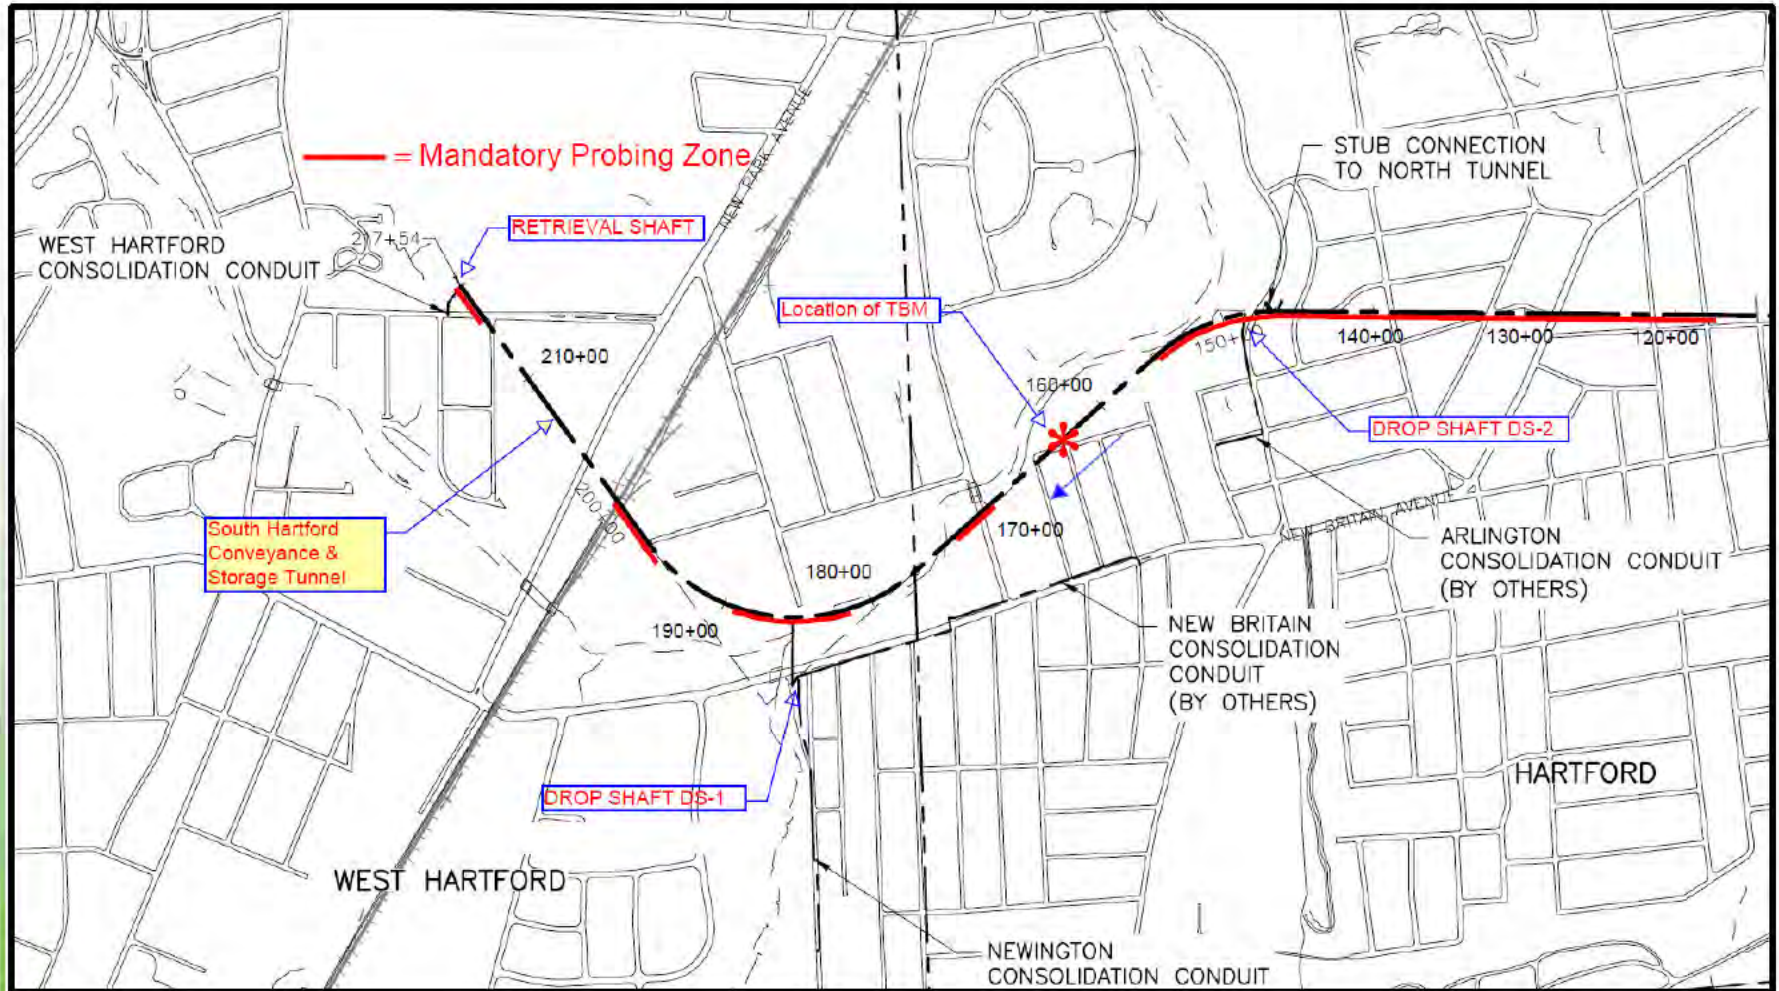 = Mandatory Probing Zone
NEW PARK AVENUE
STUB CONNECTION
TO NORTH TUNNEL
RETRIEVAL SHAFT
WEST HARTFORD
CONSOLIDATION CONDUIT
Location of TBM
210+00
140+00
130+00
120+00
160+00
DROP SHAFT DS-2
200+00
South Hartford
Conveyance &
Storage Tunnel
170+00
NEW BRITAIN AVENUE
ARLINGTON
CONSOLIDATION CONDUIT
(BY OTHERS)
180+00
190+00
NEW BRITAIN
CONSOLIDATION
CONDUIT
(BY OTHERS)
DROP SHAFT DS-1
HARTFORD
WEST HARTFORD
NEWINGTON
CONSOLIDATION CONDUIT